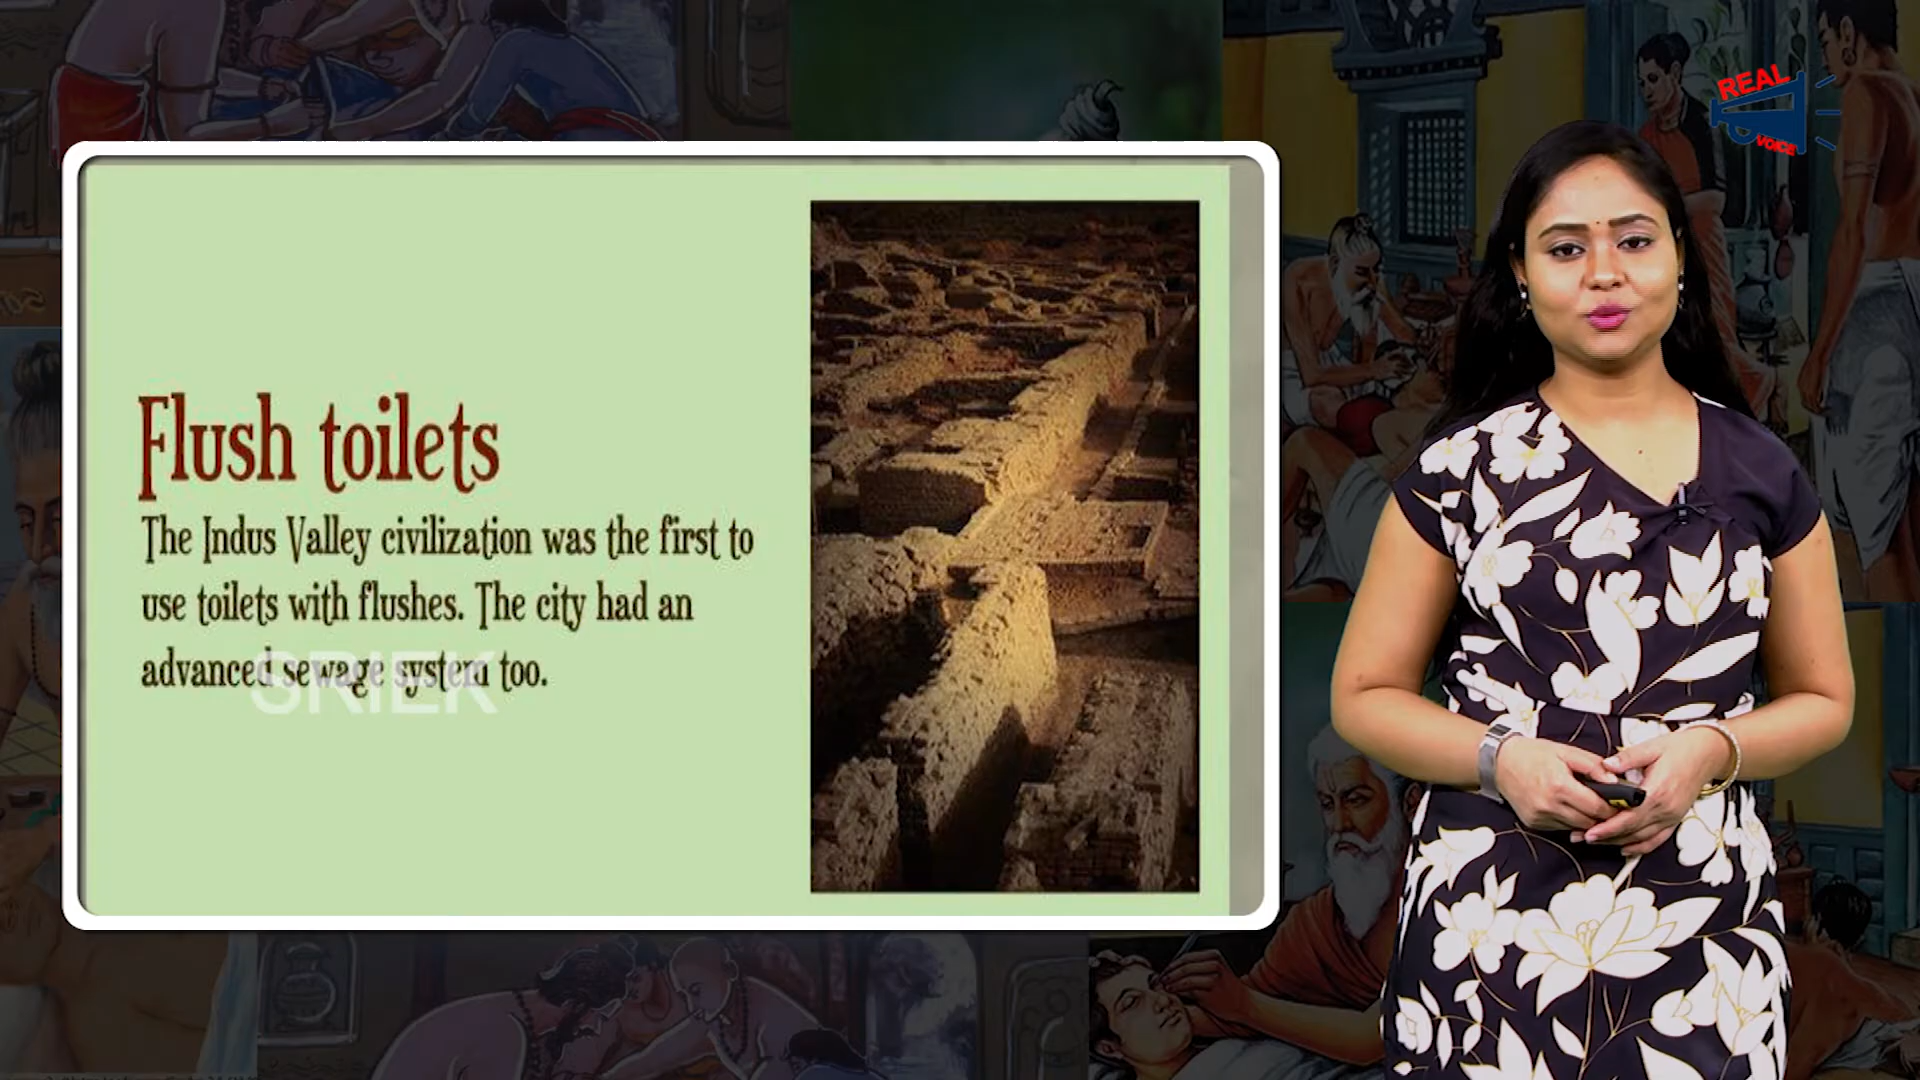 REAL
VOICE
Flush toilets
The Indus Valley civilization was the first to
use toilets with flushes. The city had an
advanced sewage system too.
SRIEK